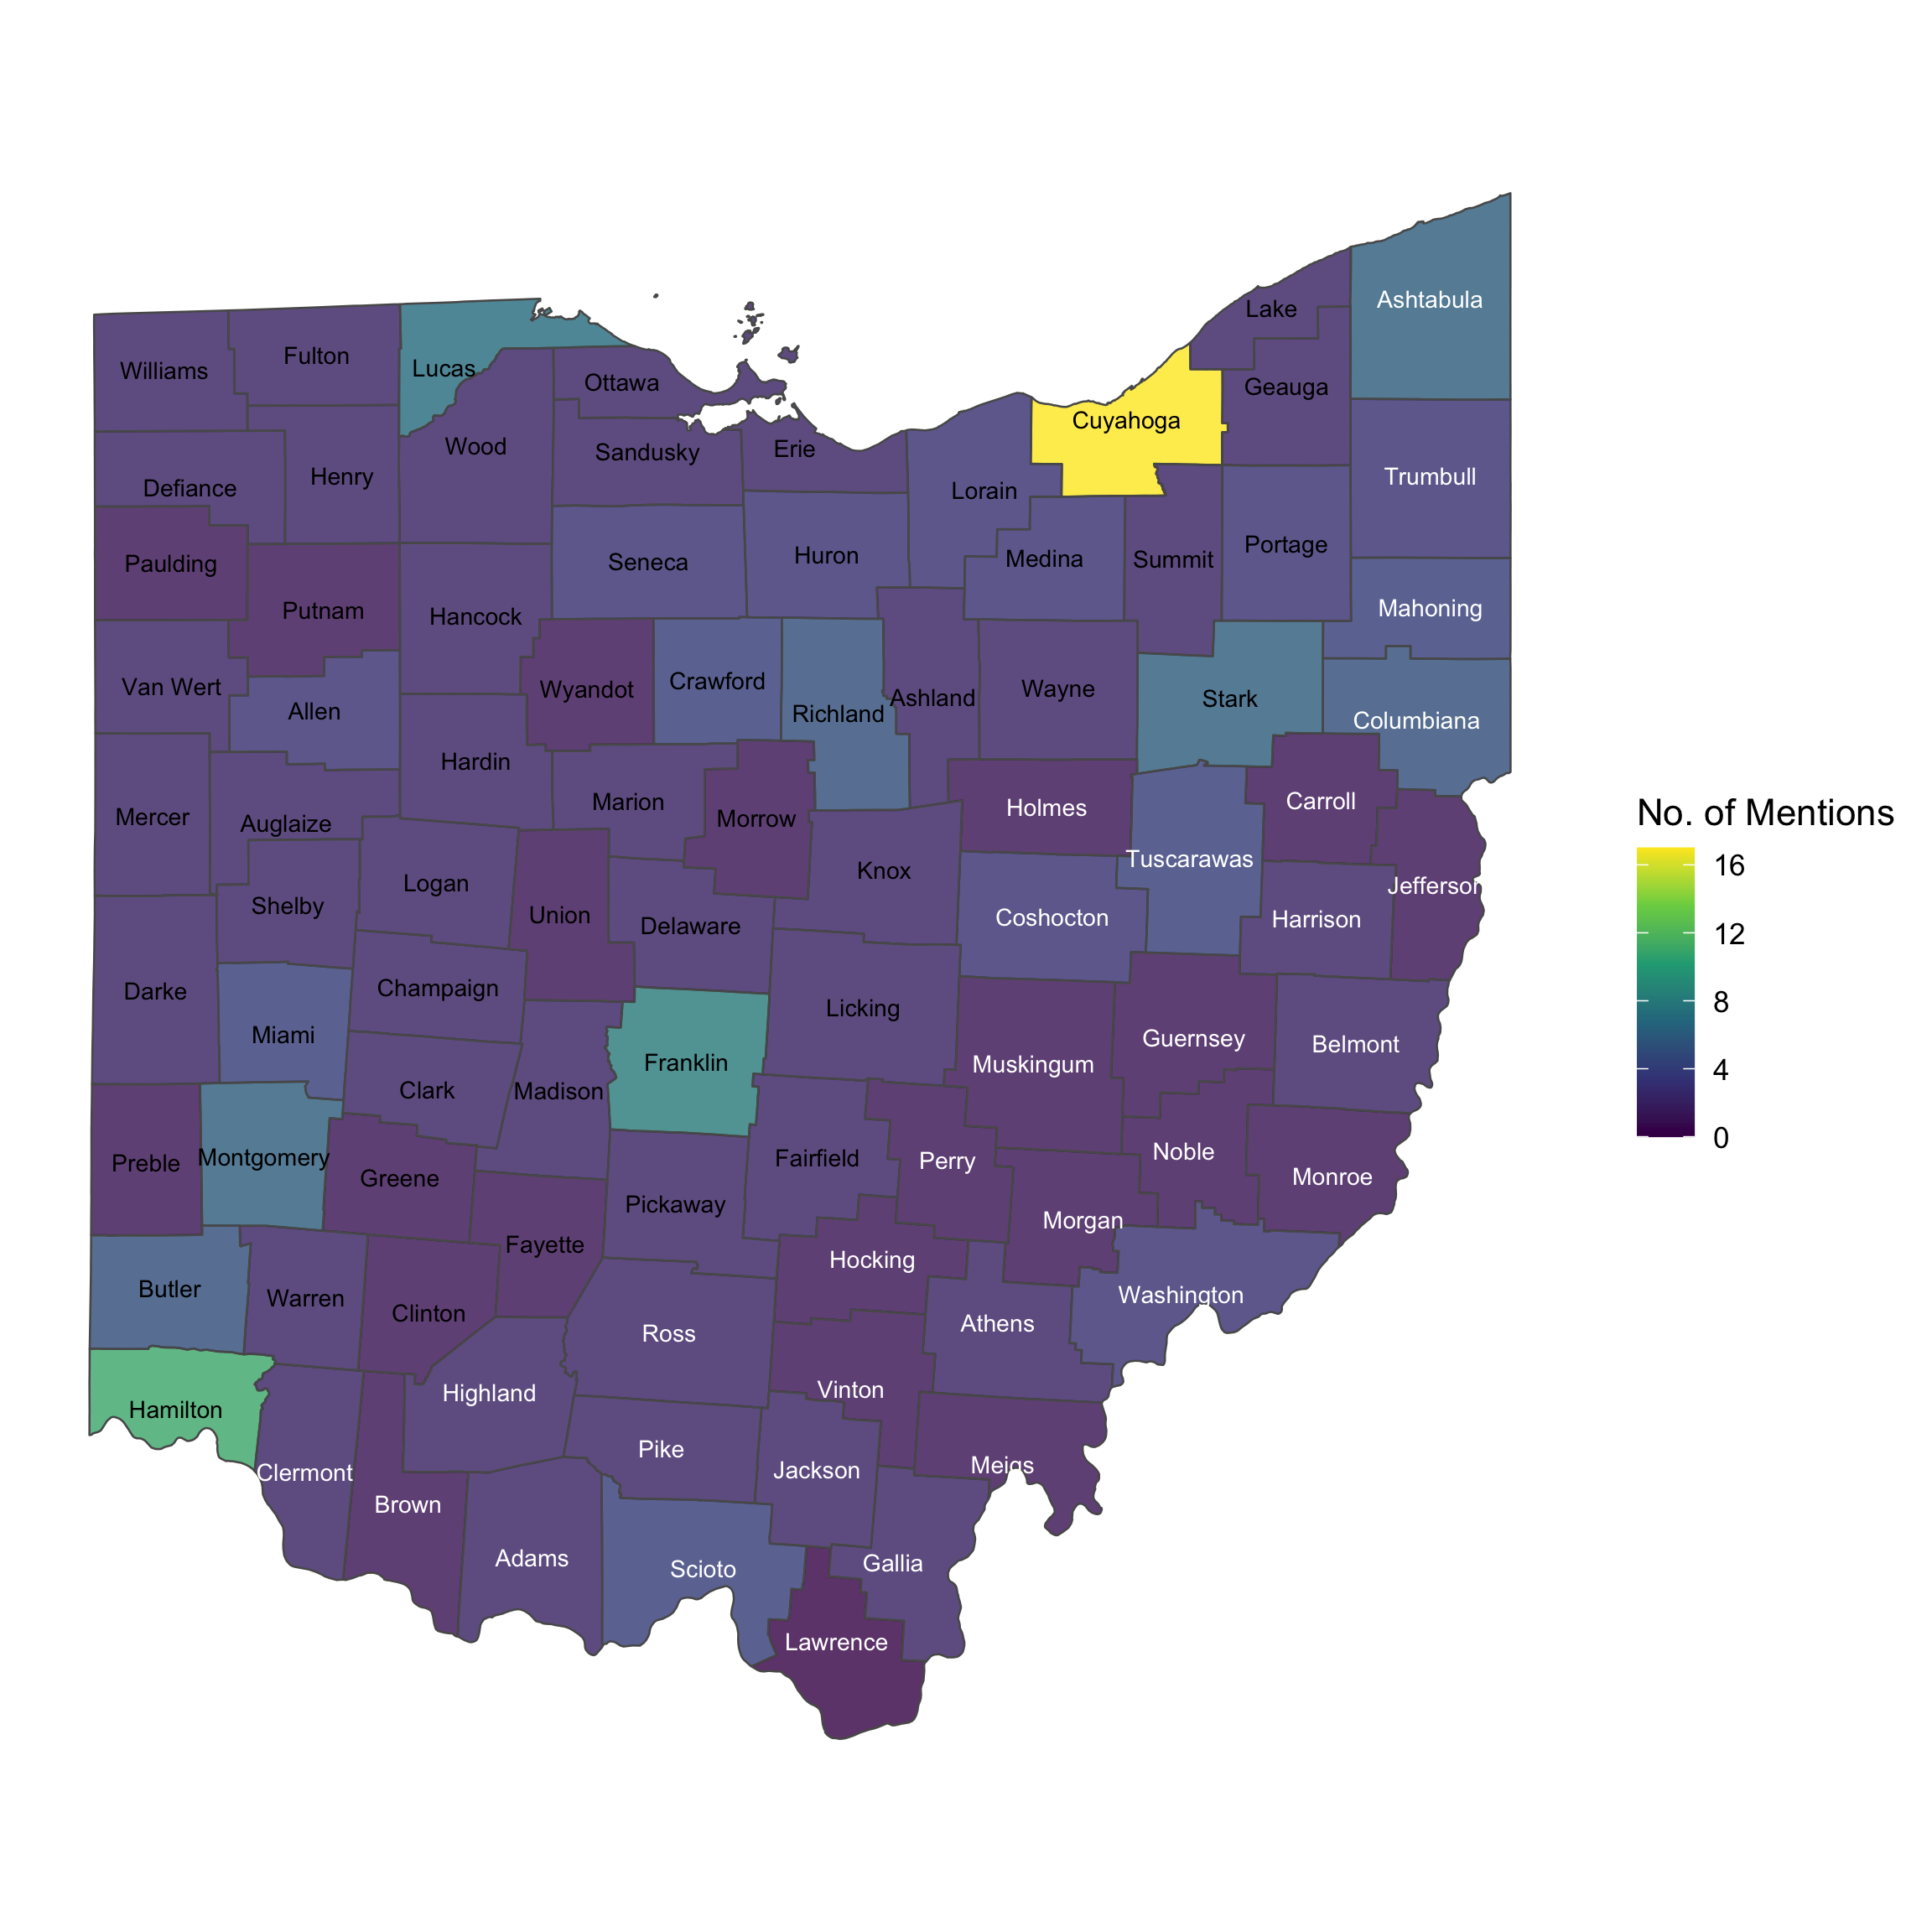 Ashtabula
Lake
Fulton
Lucas
Williams
Ottawa
Geauga
Cuyahoga
Wood
Sandusky
Erie
Henry
Trumbull
Defiance
Lorain
Portage
Huron
Medina
Summit
Seneca
Paulding
Mahoning
Putnam
Hancock
Van Wert
Wyandot
Crawford
Wayne
Ashland
Stark
Allen
Richland
Columbiana
Hardin
Marion
Carroll
Holmes
No. of Mentions
Mercer
Morrow
Auglaize
Tuscarawas
16
Knox
Logan
Jefferson
Shelby
Union
Coshocton
Harrison
Delaware
12
Darke
Champaign
Licking
8
Miami
Guernsey
Belmont
Franklin
Muskingum
4
Clark
Madison
0
Noble
Montgomery
Fairfield
Perry
Preble
Greene
Monroe
Pickaway
Morgan
Fayette
Hocking
Butler
Warren
Washington
Clinton
Athens
Ross
Vinton
Highland
Hamilton
Pike
Meigs
Jackson
Clermont
Brown
Adams
Gallia
Scioto
Lawrence